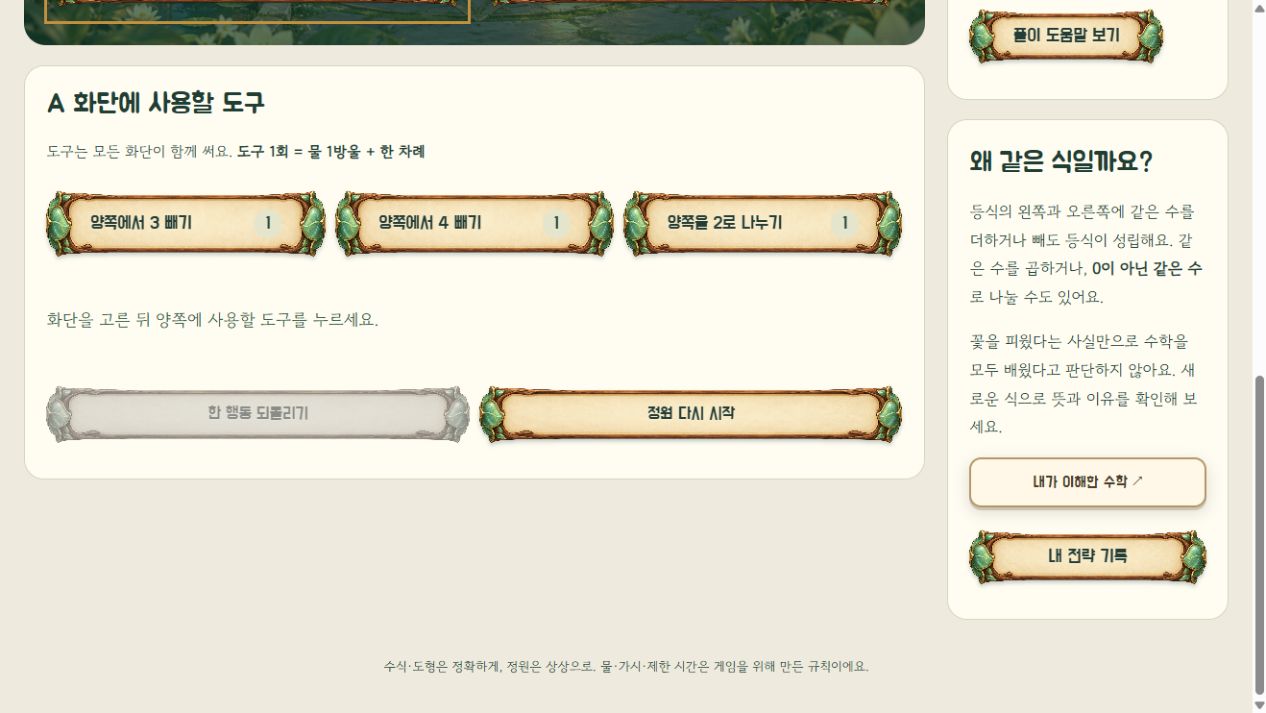 A 화단에 사용할 도구
도구는 모든 화단이 함께 써요. 도구 1회 = 물 1방울 + 한 차례
양쪽에서 3 빼기 1
양쪽에서 4 빼기 1
양쪽을 2로 나누기 1
화단을 고른 뒤 양쪽에 사용할 도구를 누르세요.
한 행동 되돌리기
정원 다시 시작
풀이 도움말 보기
왜 같은 식일까요?
등식의 왼쪽과 오른쪽에 같은 수를
더하거나 빼도 등식이 성립해요. 같
은 수를 곱하거나, 0이 아닌 같은 수
로 나눌 수도 있어요.
꽃을 피웠다는 사실만으로 수학을
모두 배웠다고 판단하지 않아요. 새
로운 식으로 뜻과 이유를 확인해 보
세요.
내가 이해한 수학 ↗
내 전략 기록
수식·도형은 정확하게, 정원은 상상으로. 물·가시·제한 시간은 게임을 위해 만든 규칙이에요.